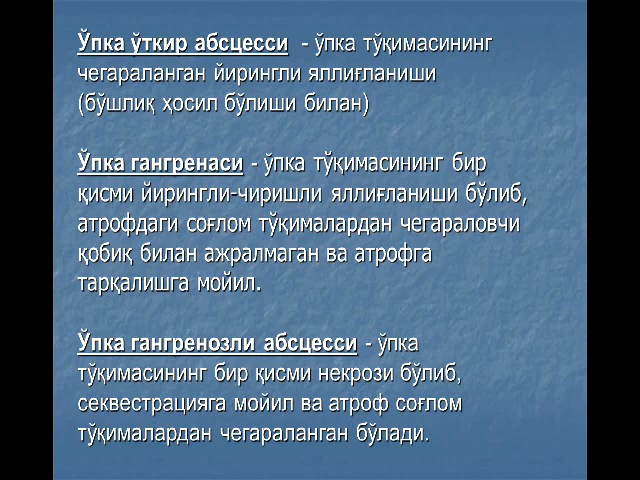 Ўпка ўткир абсцесси - ўпка тўқимасининг
чегараланган йирингли яллиғланиши
(бўшлиқ ҳосил бўлиши билан)
Ўпка гангренаси - ўпка тўқимасининг бир
қисми йирингли-чиришли яллиғланиши бўлиб,
атрофдаги соғлом тўқималардан чегараловчи
қобиқ билан ажралмаган ва атрофга
тарқалишга мойил.
Ўпка гангренозли абсцесси - ўпка
тўқимасининг бир қисми некрози бўлиб,
секвестрацияга мойил ва атроф соғлом
тўқималардан чегараланган бўлади.